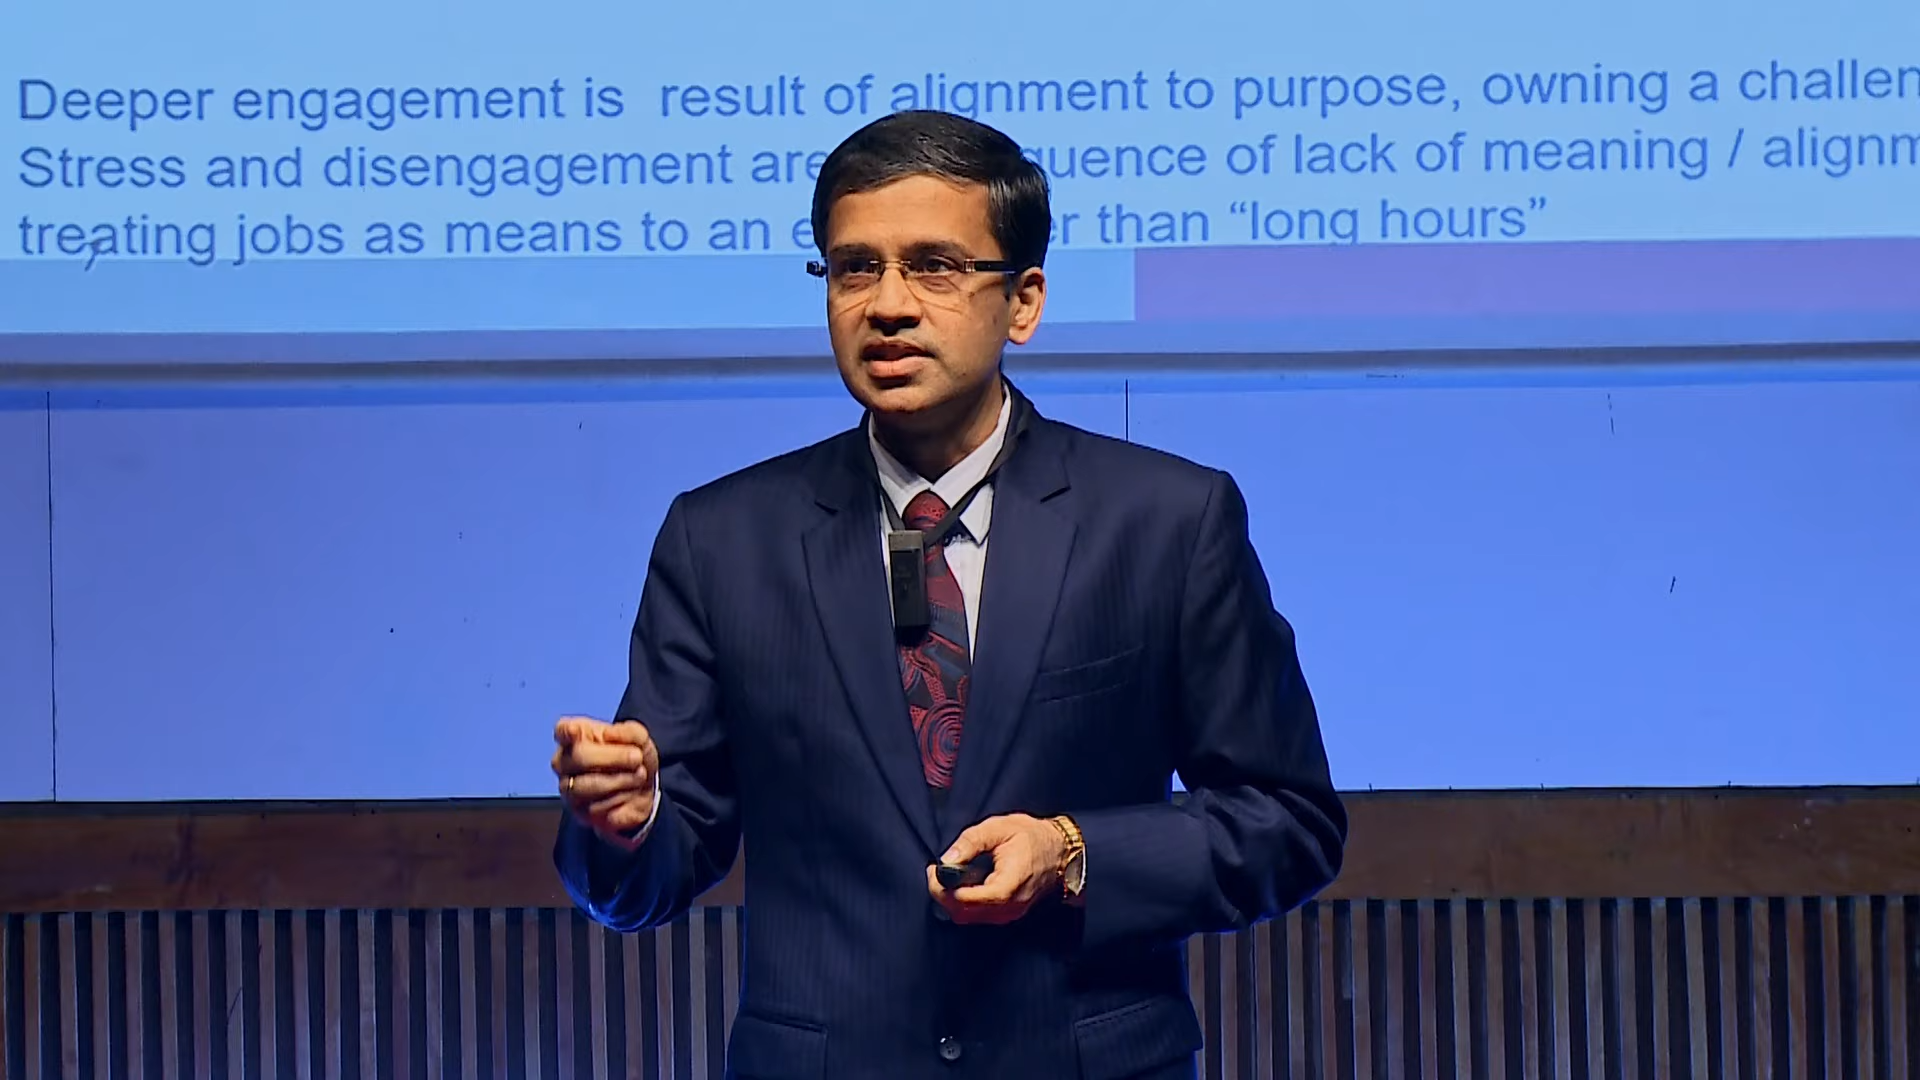 Deeper engagement is result of alignment to purpose, owning a challen
Stress and disengagement are quence of lack of meaning / alignm
treating jobs as means to an e er than “long hours”